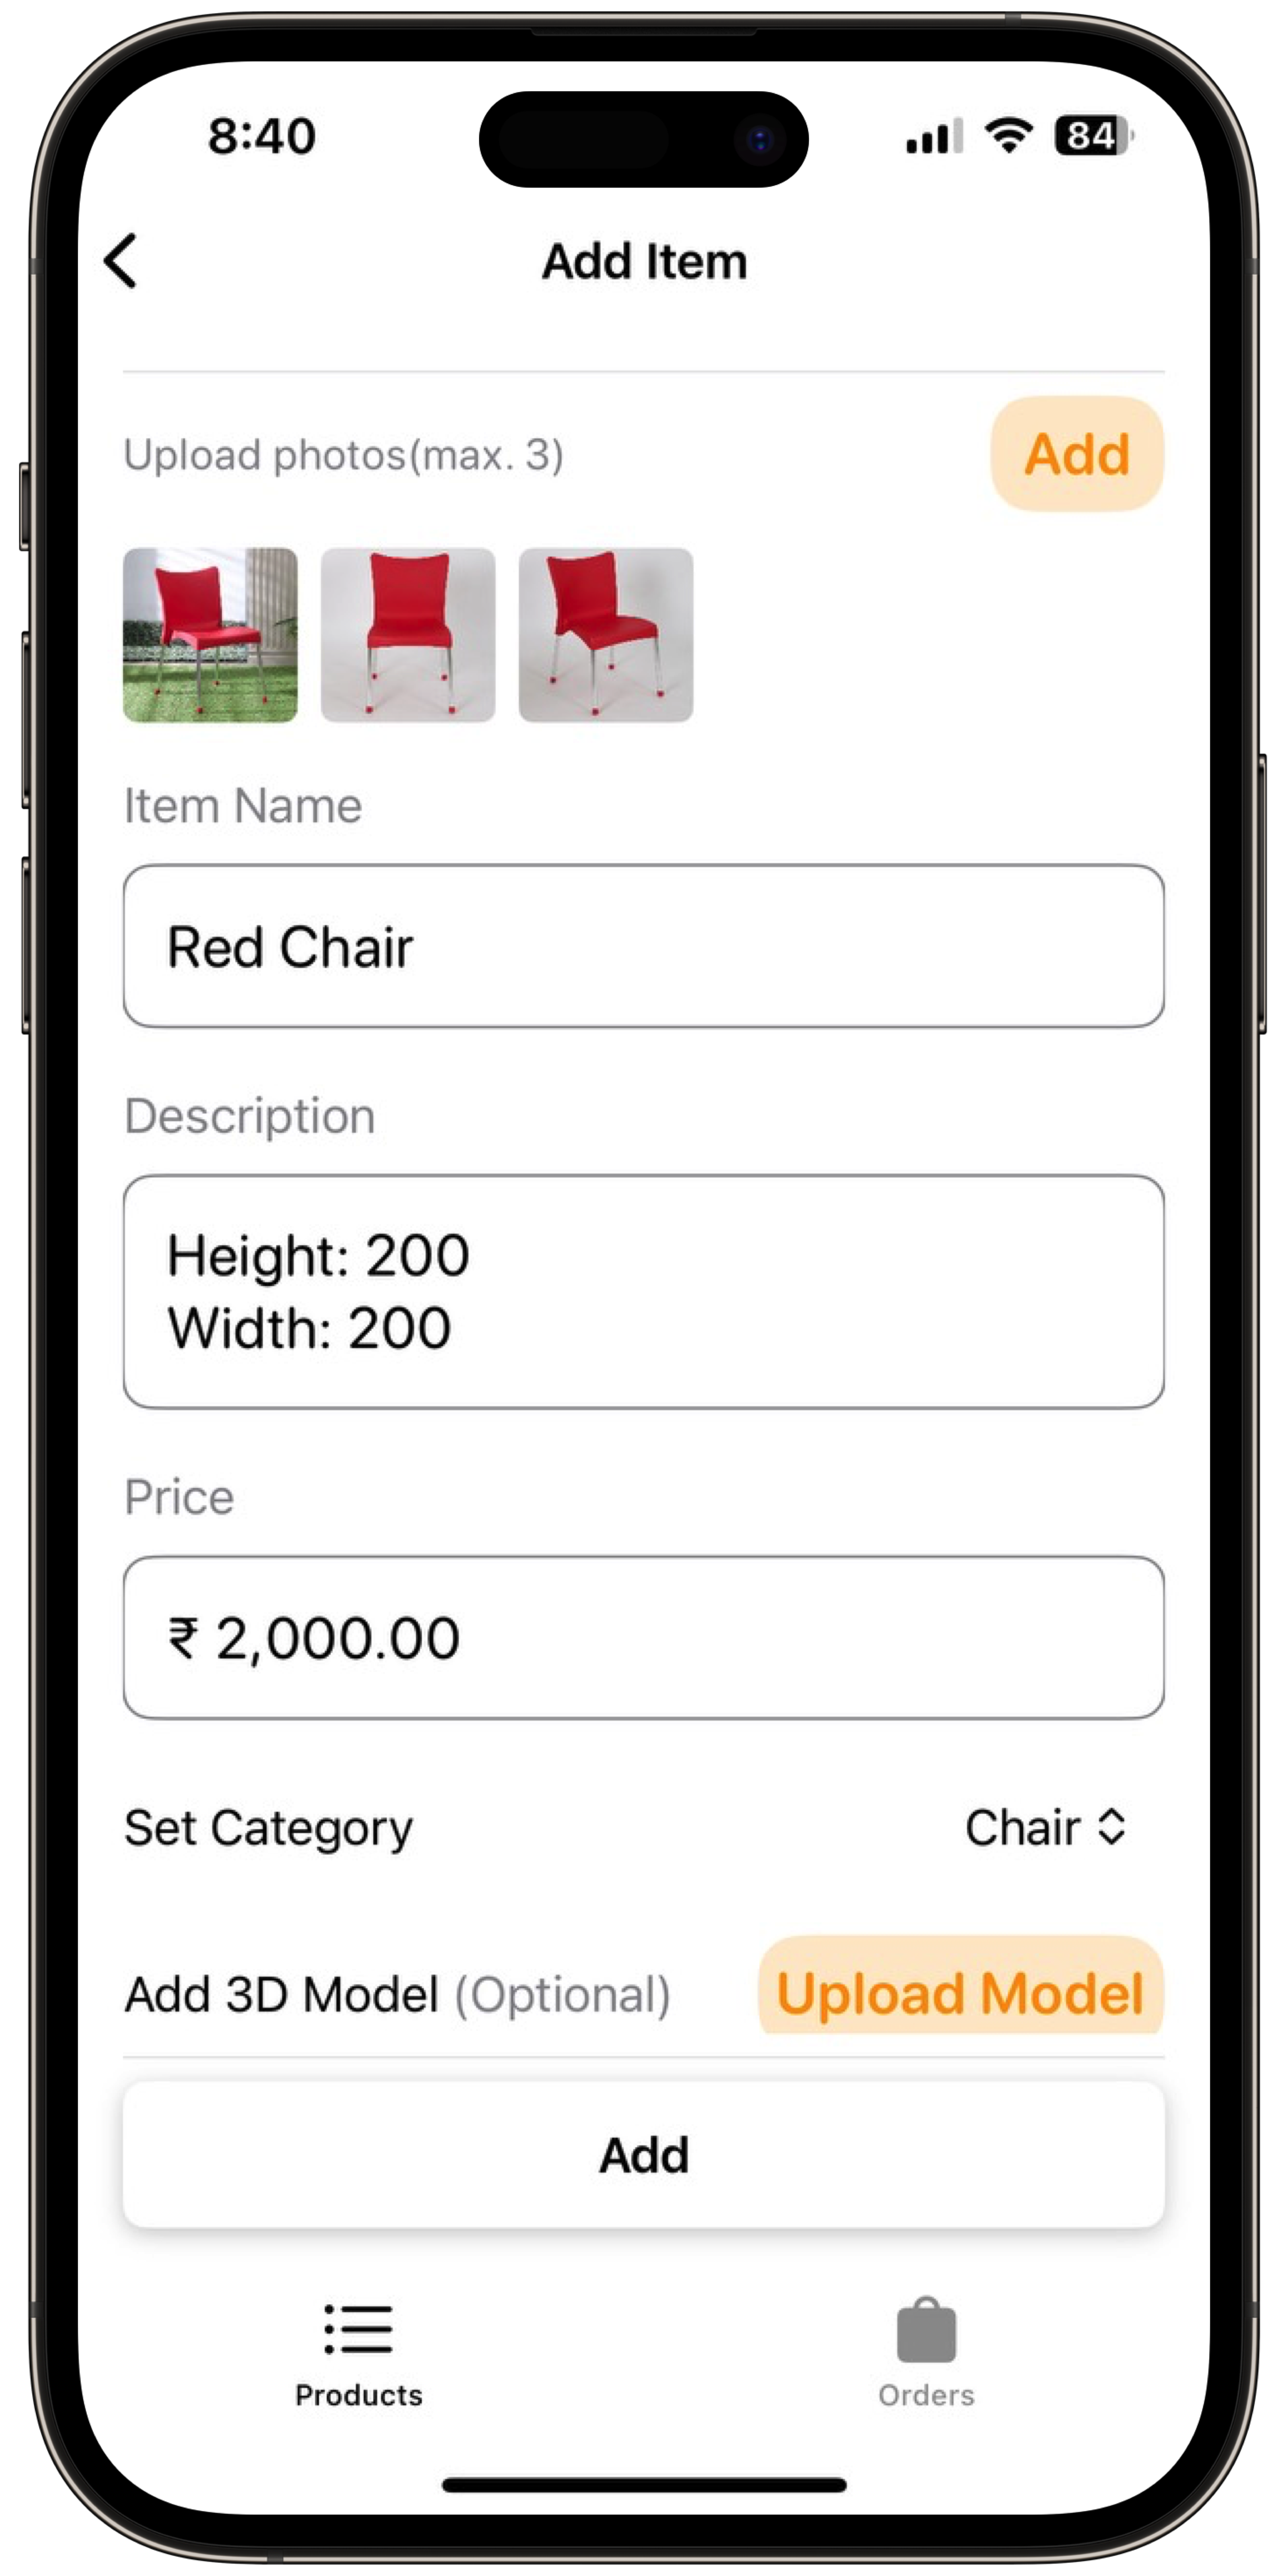 8:40
84
Add Item
Upload photos(max. 3)
Add
Item Name
Red Chair
Description
Height: 200
Width: 200
Price
₹ 2,000.00
Set Category
Chair
Add 3D Model (Optional)
Upload Model
Add
Products
Orders